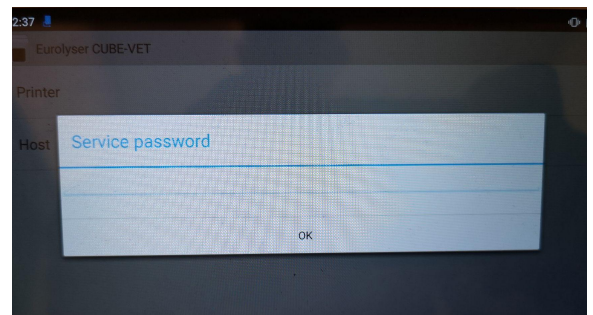 2:37
Eurolyser CUBE-VET
Printer
Host
Service password
OK